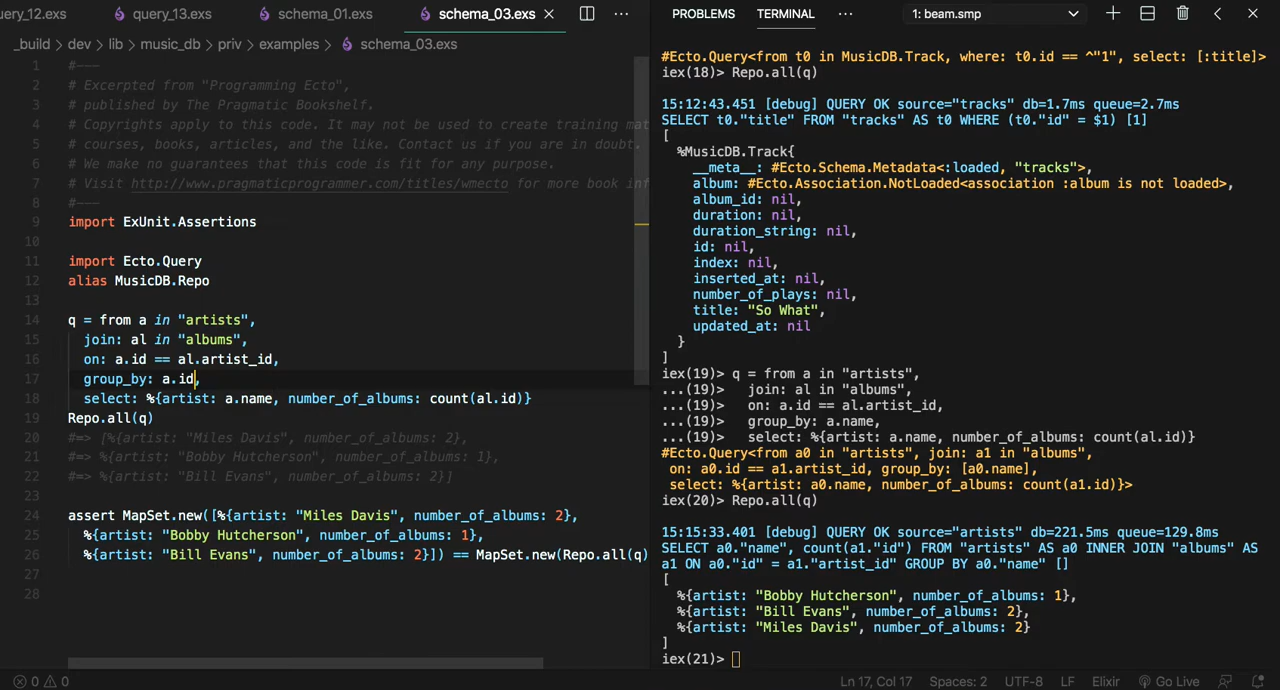 ery_12.exs query_13.exs schema_01.exs schema_03.exs
_build > dev > lib > music_db > priv > examples > schema_03.exs
1 #---
2 # Excerpted from "Programming Ecto",
3 # published by The Pragmatic Bookshelf.
4 # Copyrights apply to this code. It may not be used to create training mat
5 # courses, books, articles, and the like. Contact us if you are in doubt.
6 # We make no guarantees that this code is fit for any purpose.
7 # Visit http://www.pragmaticprogrammer.com/titles/wmecto for more book inf
8 #---
9 import ExUnit.Assertions
10
11 import Ecto.Query
12 alias MusicDB.Repo
13
14 q = from a in "artists",
15 join: al in "albums",
16 on: a.id == al.artist_id,
17 group_by: a.id,
18 select: %{artist: a.name, number_of_albums: count(al.id)}
19 Repo.all(q)
20 #=> [%{artist: "Miles Davis", number_of_albums: 2},
21 #=> %{artist: "Bobby Hutcherson", number_of_albums: 1},
22 #=> %{artist: "Bill Evans", number_of_albums: 2}]
23
24 assert MapSet.new([%{artist: "Miles Davis", number_of_albums: 2},
25 %{artist: "Bobby Hutcherson", number_of_albums: 1},
26 %{artist: "Bill Evans", number_of_albums: 2}]) == MapSet.new(Repo.all(q)
27
28
PROBLEMS TERMINAL ... 1: beam.smp
#Ecto.Query<from t0 in MusicDB.Track, where: t0.id == ^"1", select: [:title]>
iex(18)> Repo.all(q)
15:12:43.451 [debug] QUERY OK source="tracks" db=1.7ms queue=2.7ms
SELECT t0."title" FROM "tracks" AS t0 WHERE (t0."id" = $1) [1]
[
%MusicDB.Track{
__meta__: #Ecto.Schema.Metadata<:loaded, "tracks">,
album: #Ecto.Association.NotLoaded<association :album is not loaded>,
album_id: nil,
duration: nil,
duration_string: nil,
id: nil,
index: nil,
inserted_at: nil,
number_of_plays: nil,
title: "So What",
updated_at: nil
}
]
iex(19)> q = from a in "artists",
...(19)> join: al in "albums",
...(19)> on: a.id == al.artist_id,
...(19)> group_by: a.name,
...(19)> select: %{artist: a.name, number_of_albums: count(al.id)}
#Ecto.Query<from a0 in "artists", join: a1 in "albums",
on: a0.id == a1.artist_id, group_by: [a0.name],
select: %{artist: a0.name, number_of_albums: count(a1.id)}>
iex(20)> Repo.all(q)
15:15:33.401 [debug] QUERY OK source="artists" db=221.5ms queue=129.8ms
SELECT a0."name", count(a1."id") FROM "artists" AS a0 INNER JOIN "albums" AS
a1 ON a0."id" = a1."artist_id" GROUP BY a0."name" []
[
%{artist: "Bobby Hutcherson", number_of_albums: 1},
%{artist: "Bill Evans", number_of_albums: 2},
%{artist: "Miles Davis", number_of_albums: 2}
]
iex(21)>
0 0 Ln 17, Col 17 Spaces: 2 UTF-8 LF Elixir Go Live